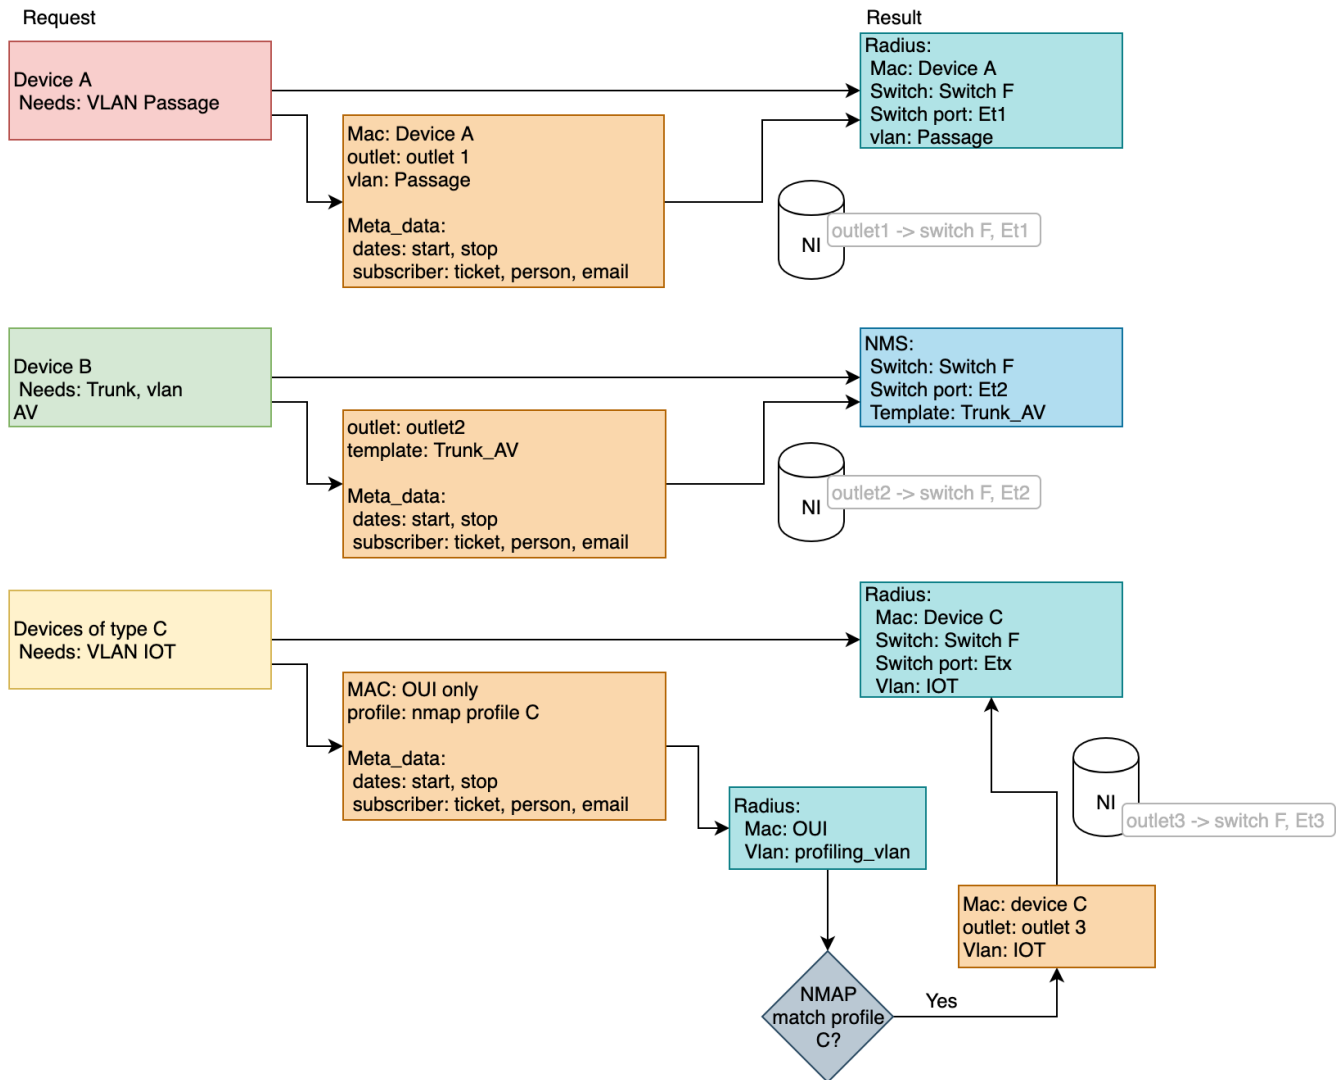 Request
Result
Device A
Needs: VLAN Passage
Radius:
Mac: Device A
Switch: Switch F
Switch port: Et1
vlan: Passage
Mac: Device A
outlet: outlet 1
vlan: Passage
Meta_data:
dates: start, stop
subscriber: ticket, person, email
NI
outlet1 -> switch F, Et1
Device B
Needs: Trunk, vlan
AV
NMS:
Switch: Switch F
Switch port: Et2
Template: Trunk_AV
outlet: outlet2
template: Trunk_AV
Meta_data:
dates: start, stop
subscriber: ticket, person, email
NI
outlet2 -> switch F, Et2
Devices of type C
Needs: VLAN IOT
Radius:
Mac: Device C
Switch: Switch F
Switch port: Etx
Vlan: IOT
MAC: OUI only
profile: nmap profile C
Meta_data:
dates: start, stop
subscriber: ticket, person, email
NI
outlet3 -> switch F, Et3
Radius:
Mac: OUI
Vlan: profiling_vlan
Mac: device C
outlet: outlet 3
Vlan: IOT
NMAP
match profile
C?
Yes